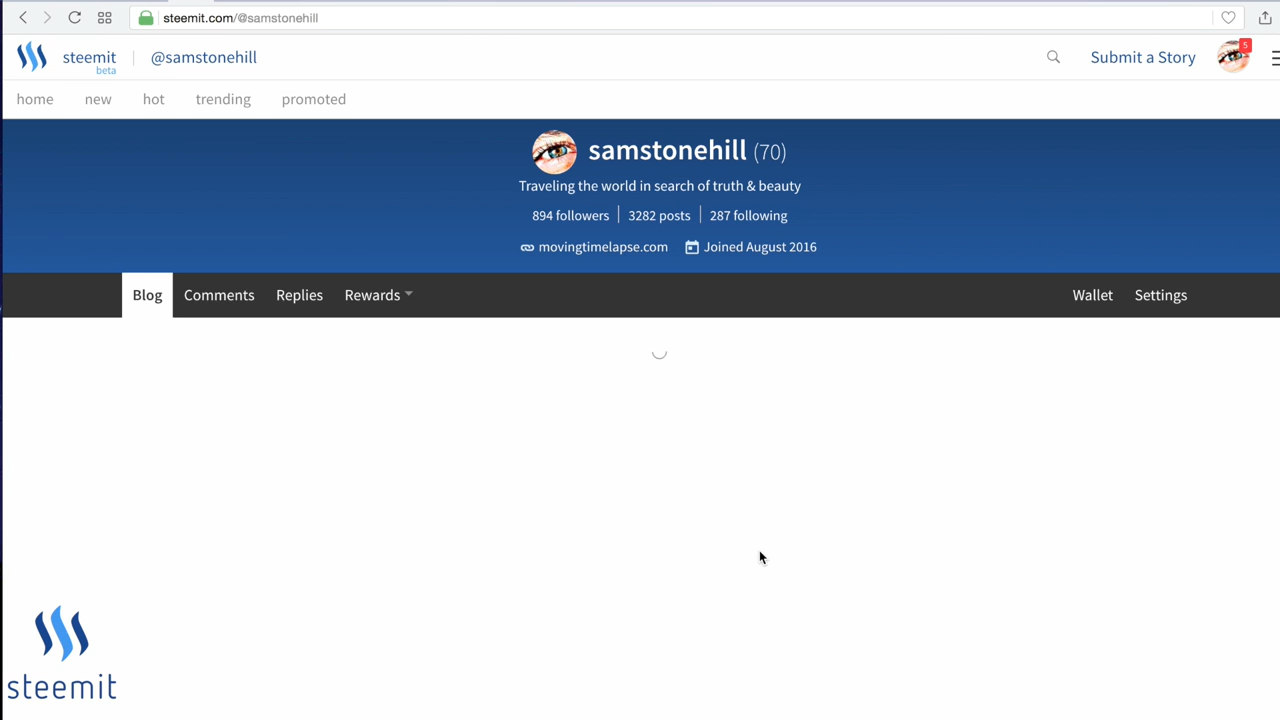 steemit.com/@samstonehill
steemit
beta
@samstonehill
Submit a Story
5
home new hot trending promoted
samstonehill (70)
Traveling the world in search of truth & beauty
894 followers 3282 posts 287 following
movingtimelapse.com Joined August 2016
Blog Comments Replies Rewards Wallet Settings
steemit